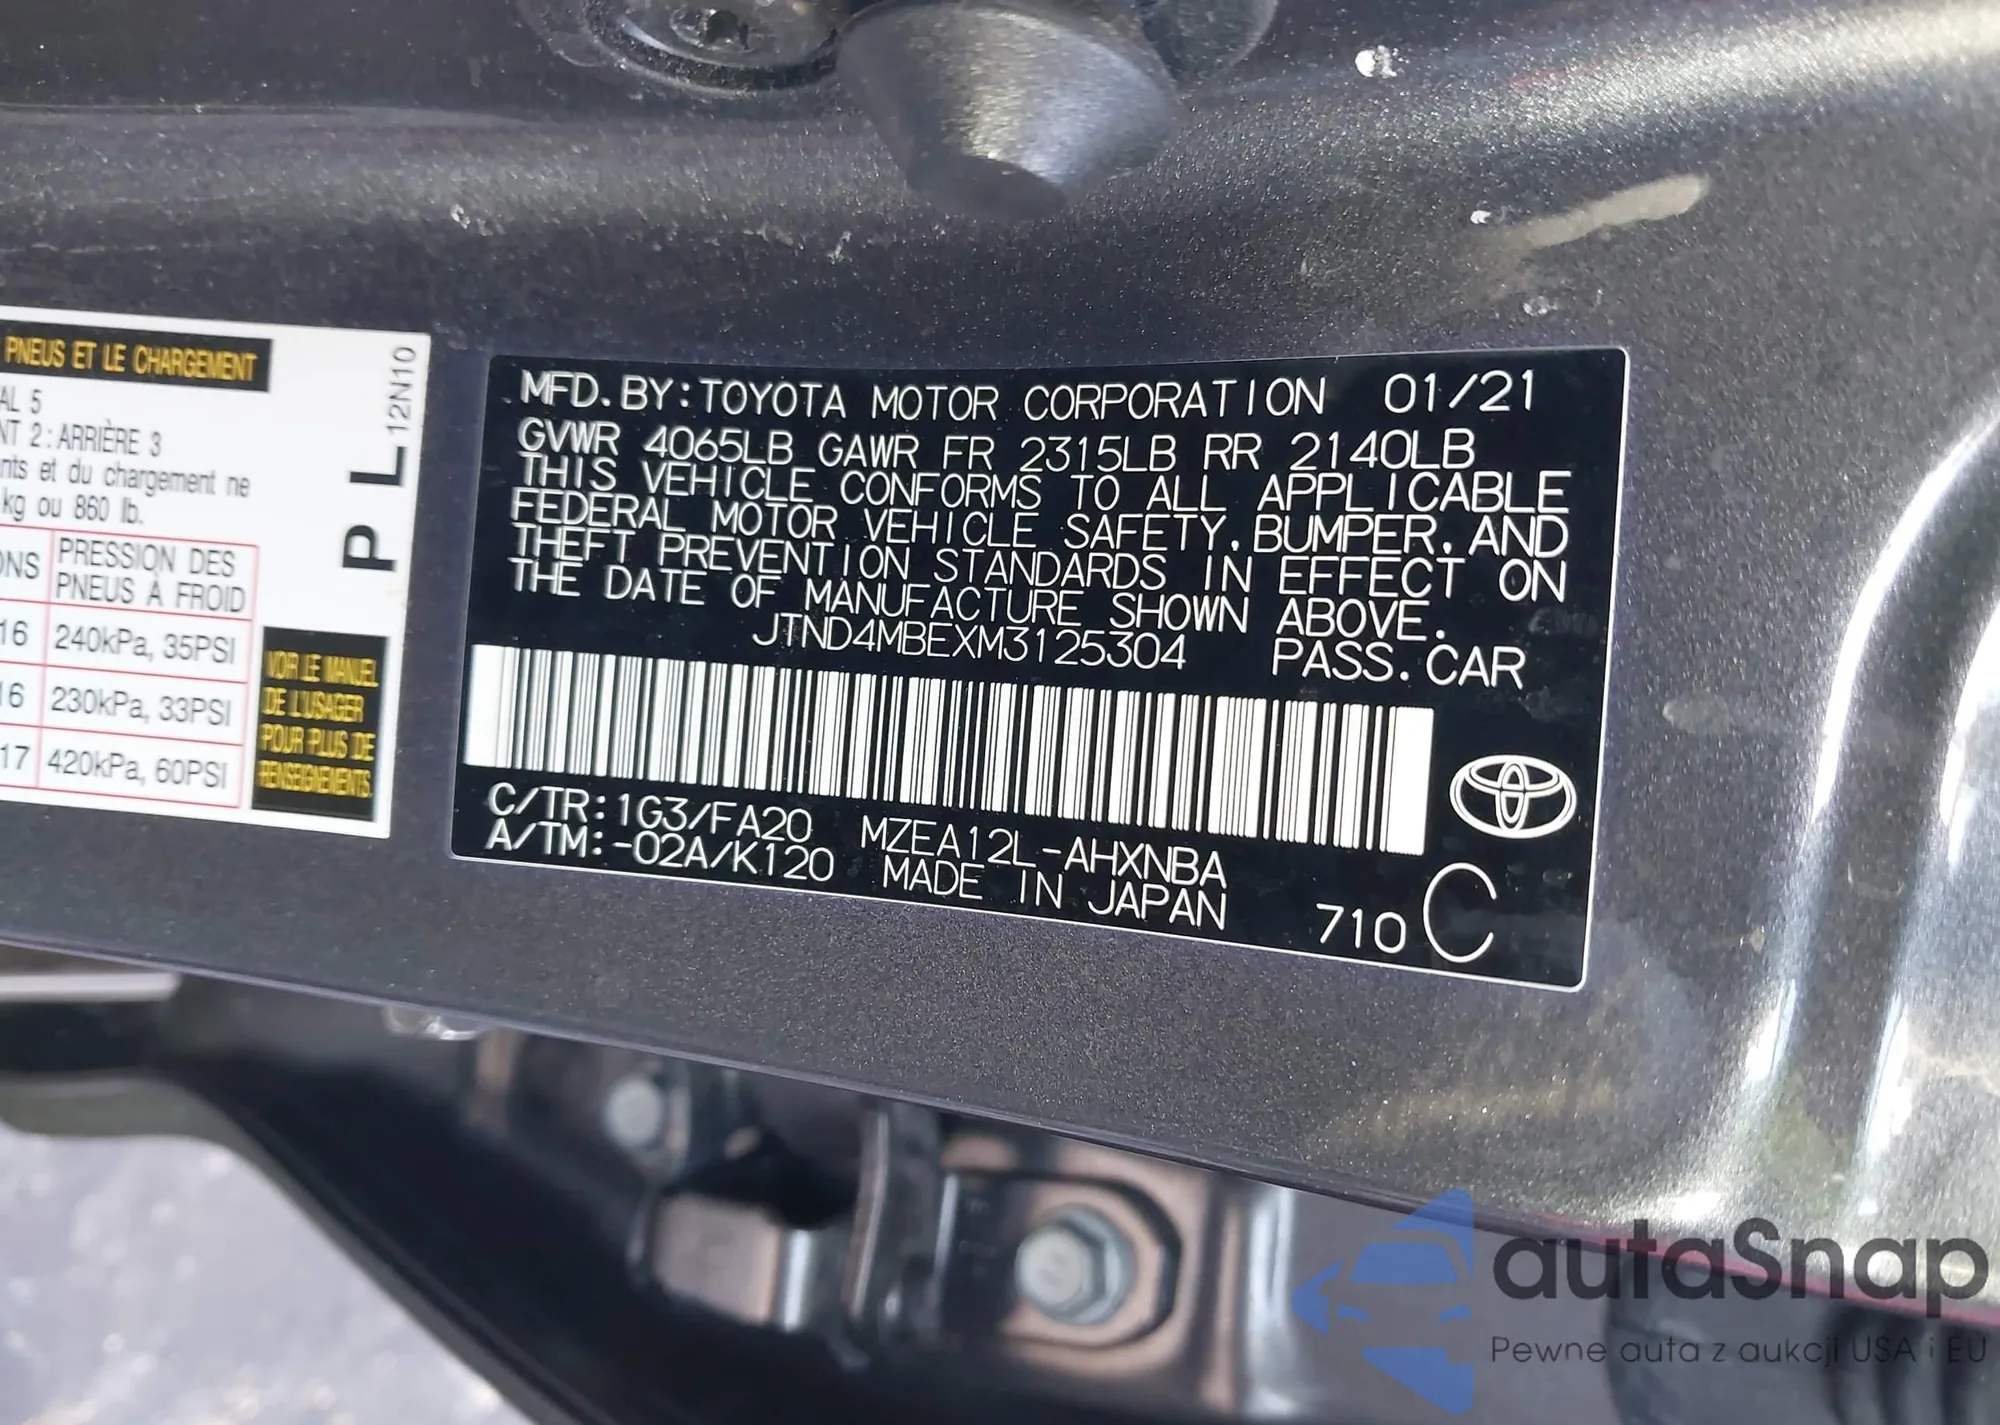 PNEUS ET LE CHARGEMENT
AL 5
NT 2 : ARRIÈRE 3
nts et du chargement ne
kg ou 860 lb.
ONS PRESSION DES PNEUS À FROID
16 240kPa, 35PSI
16 230kPa, 33PSI
17 420kPa, 60PSI
VOIR LE MANUEL
DE L'USAGER
POUR PLUS DE
RENSEIGNEMENTS.
P L 12N10
MFD. BY: TOYOTA MOTOR CORPORATION 01/21
GVWR 4065LB GAWR FR 2315LB RR 2140LB
THIS VEHICLE CONFORMS TO ALL APPLICABLE
FEDERAL MOTOR VEHICLE SAFETY, BUMPER, AND
THEFT PREVENTION STANDARDS IN EFFECT ON
THE DATE OF MANUFACTURE SHOWN ABOVE.
JTND4MBEXM3125304 PASS. CAR
C/TR: 1G3/FA20 MZEA12L-AHXNBA
A/TM: -02A/K120 MADE IN JAPAN
710 C
autaSnap
Pewne auta z aukcji USA i EU